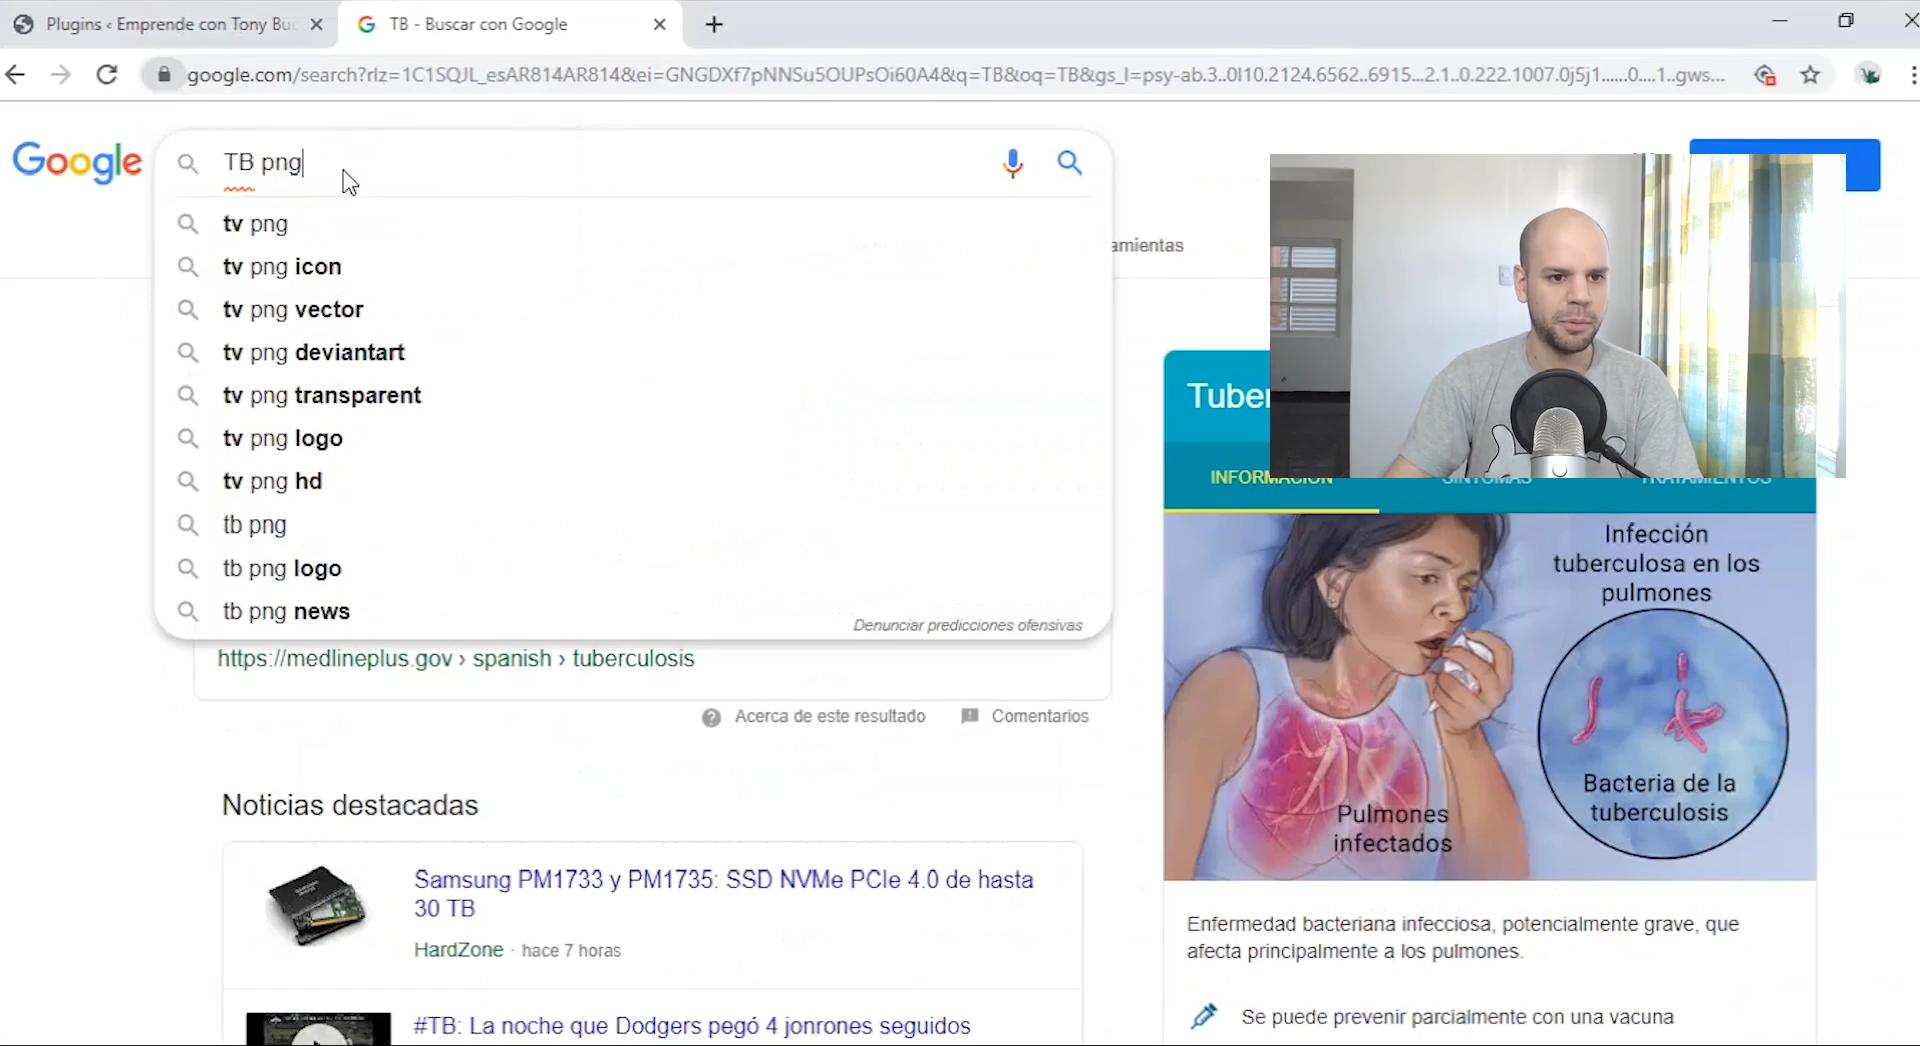 Plugins ‹ Emprende con Tony Bu
TB - Buscar con Google
google.com/search?rlz=1C1SQJL_esAR814AR814&ei=GNGDXf7pNNSu5OUPsOi60A4&q=TB&oq=TB&gs_l=psy-ab.3..0l10.2124.6562..6915...2.1..0.222.1007.0j5j1......0....1..gws...
Google
TB png
tv png
tv png icon
tv png vector
tv png deviantart
tv png transparent
tv png logo
tv png hd
tb png
tb png logo
tb png news
Denunciar predicciones ofensivas
amientas
https://medlineplus.gov › spanish › tuberculosis
Acerca de este resultado
Comentarios
Noticias destacadas
Samsung PM1733 y PM1735: SSD NVMe PCIe 4.0 de hasta
30 TB
HardZone · hace 7 horas
#TB: La noche que Dodgers pegó 4 jonrones seguidos
Tuber
INFORMACIÓN
SÍNTOMAS
TRATAMIENTOS
Infección
tuberculosa en los
pulmones
Bacteria de la
tuberculosis
Pulmones
infectados
Enfermedad bacteriana infecciosa, potencialmente grave, que
afecta principalmente a los pulmones.
Se puede prevenir parcialmente con una vacuna